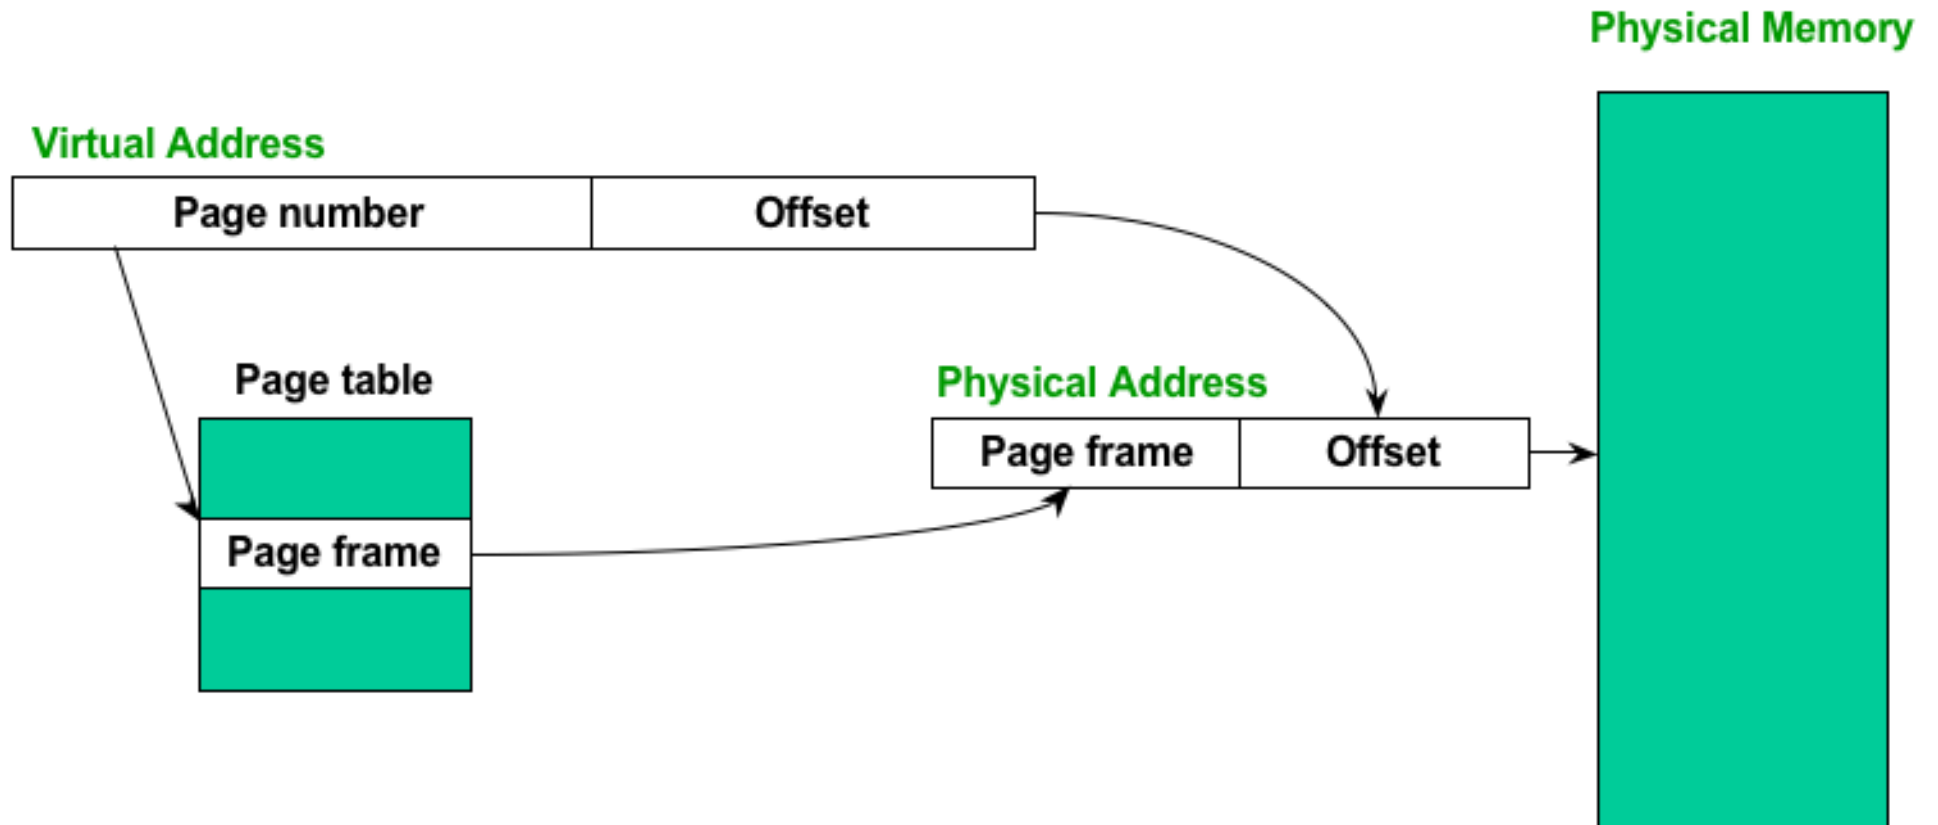 Physical Memory
Virtual Address
Page number
Offset
Page table
Physical Address
Page frame
Offset
Page frame